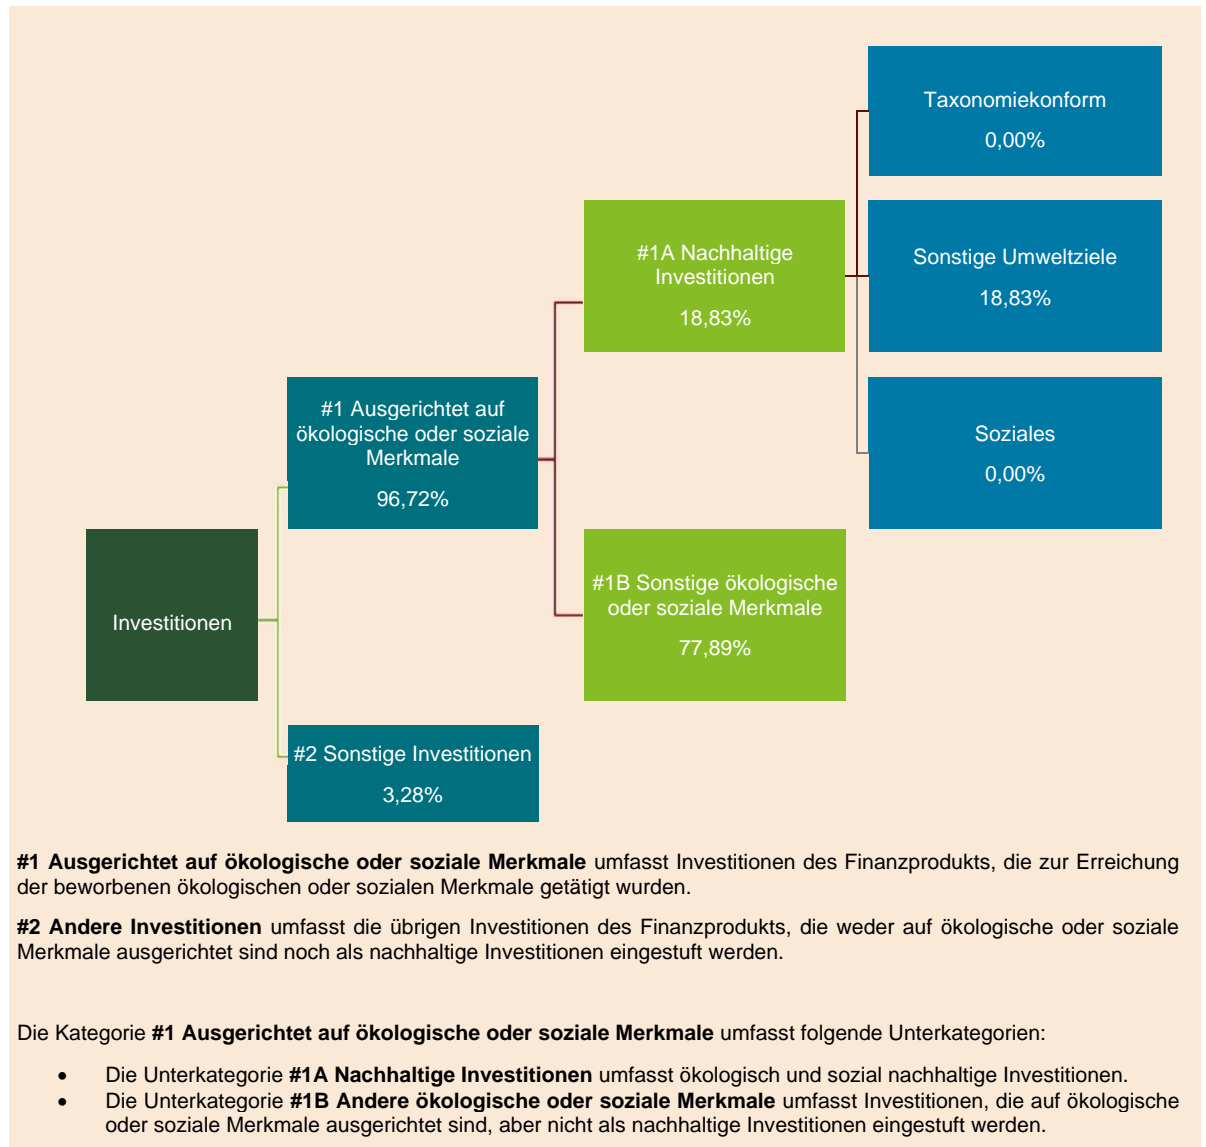 Taxonomiekonform
0,00%
#1A Nachhaltige
Investitionen
18,83%
Sonstige Umweltziele
18,83%
#1 Ausgerichtet auf
ökologische oder soziale
Merkmale
96,72%
Soziales
0,00%
Investitionen
#1B Sonstige ökologische
oder soziale Merkmale
77,89%
#2 Sonstige Investitionen
3,28%
#1 Ausgerichtet auf ökologische oder soziale Merkmale umfasst Investitionen des Finanzprodukts, die zur Erreichung
der beworbenen ökologischen oder sozialen Merkmale getätigt wurden.
#2 Andere Investitionen umfasst die übrigen Investitionen des Finanzprodukts, die weder auf ökologische oder soziale
Merkmale ausgerichtet sind noch als nachhaltige Investitionen eingestuft werden.
Die Kategorie #1 Ausgerichtet auf ökologische oder soziale Merkmale umfasst folgende Unterkategorien:
• Die Unterkategorie #1A Nachhaltige Investitionen umfasst ökologisch und sozial nachhaltige Investitionen.
• Die Unterkategorie #1B Andere ökologische oder soziale Merkmale umfasst Investitionen, die auf ökologische
oder soziale Merkmale ausgerichtet sind, aber nicht als nachhaltige Investitionen eingestuft werden.